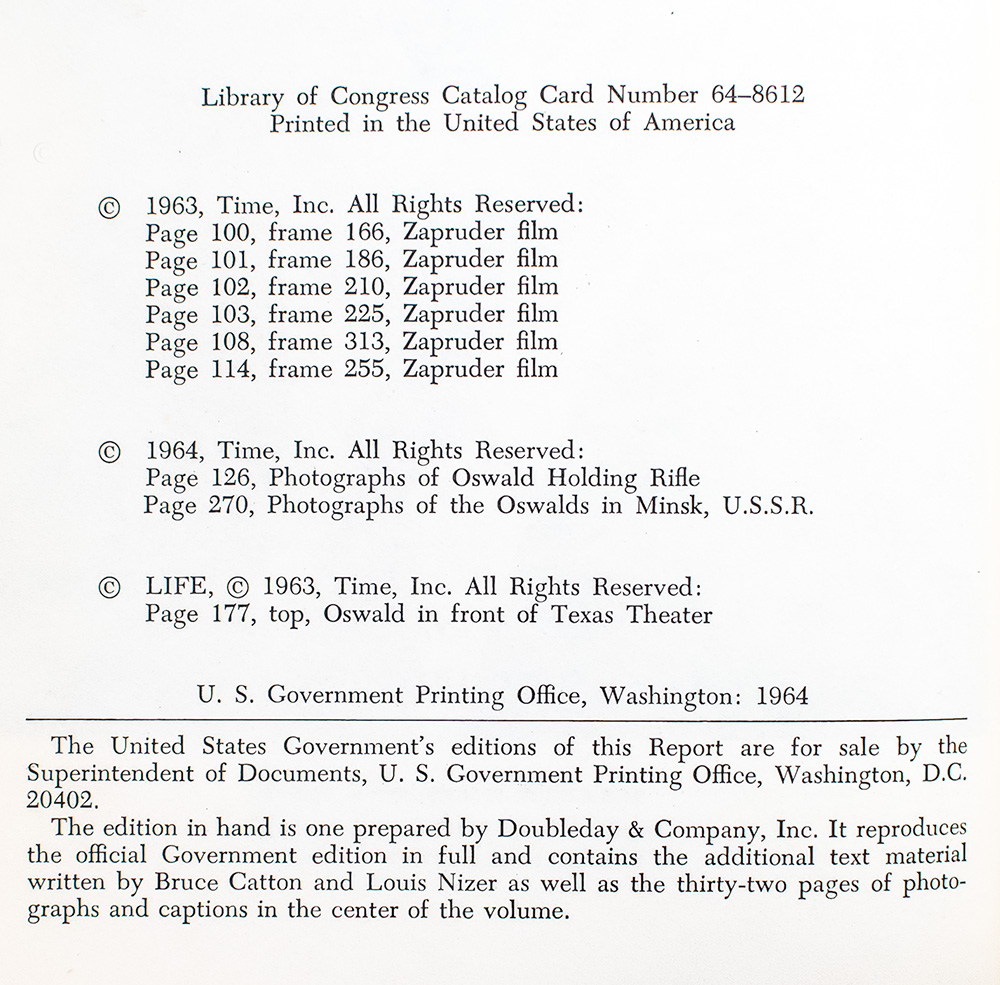 Library of Congress Catalog Card Number 64–8612
Printed in the United States of America
© 1963, Time, Inc. All Rights Reserved:
Page 100, frame 166, Zapruder film
Page 101, frame 186, Zapruder film
Page 102, frame 210, Zapruder film
Page 103, frame 225, Zapruder film
Page 108, frame 313, Zapruder film
Page 114, frame 255, Zapruder film
© 1964, Time, Inc. All Rights Reserved:
Page 126, Photographs of Oswald Holding Rifle
Page 270, Photographs of the Oswalds in Minsk, U.S.S.R.
© LIFE, © 1963, Time, Inc. All Rights Reserved:
Page 177, top, Oswald in front of Texas Theater
U. S. Government Printing Office, Washington: 1964
The United States Government's editions of this Report are for sale by the
Superintendent of Documents, U. S. Government Printing Office, Washington, D.C.
20402.
The edition in hand is one prepared by Doubleday & Company, Inc. It reproduces
the official Government edition in full and contains the additional text material
written by Bruce Catton and Louis Nizer as well as the thirty-two pages of photo-
graphs and captions in the center of the volume.